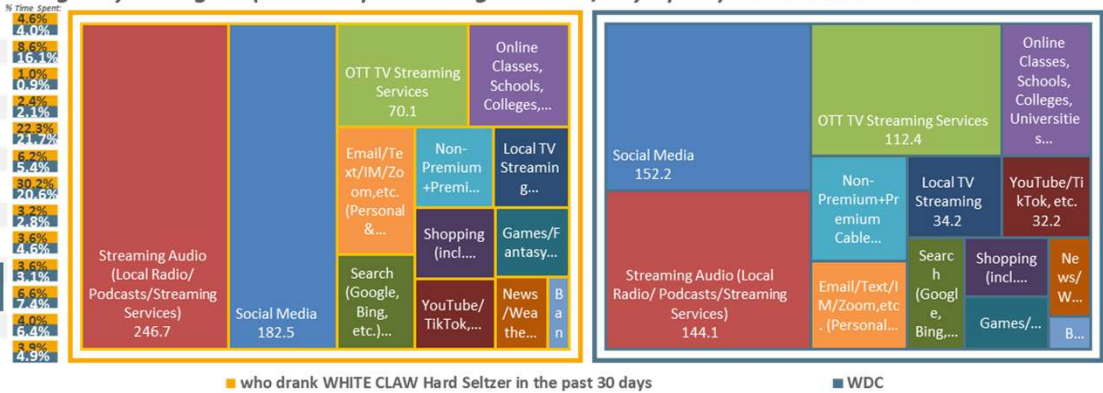 % Time Spent:
4.6%
4.0%
8.6%
16.1%
1.0%
0.9%
2.4%
2.1%
22.3%
21.7%
6.2%
5.4%
30.2%
20.6%
3.2%
2.8%
3.6%
4.6%
3.6%
3.1%
6.6%
7.4%
4.0%
6.4%
3.9%
4.9%
Streaming Audio
(Local Radio/
Podcasts/Streaming
Services)
246.7
Social Media
182.5
OTT TV Streaming
Services
70.1
Online
Classes,
Schools,
Colleges,...
Email/Te
xt/IM/Zo
om,etc.
(Personal
&...
Non-
Premium
+Premi...
Local TV
Streamin
g...
Shopping
(incl....
Games/F
antasy...
Search
(Google,
Bing,
etc.)...
YouTube/
TikTok,...
News
/Wea
the...
B
a
n
Social Media
152.2
Streaming Audio (Local
Radio/ Podcasts/Streaming
Services)
144.1
OTT TV Streaming Services
112.4
Online
Classes,
Schools,
Colleges,
Universitie
s...
Non-
Premium+Pr
emium
Cable...
Local TV
Streaming
34.2
YouTube/Ti
kTok, etc.
32.2
Email/Text/I
M/Zoom,etc
. (Personal...
Searc
h
(Googl
e,
Bing,...
Shopping
(incl....
Ne
ws/
W...
Games/...
B...
who drank WHITE CLAW Hard Seltzer in the past 30 days
WDC